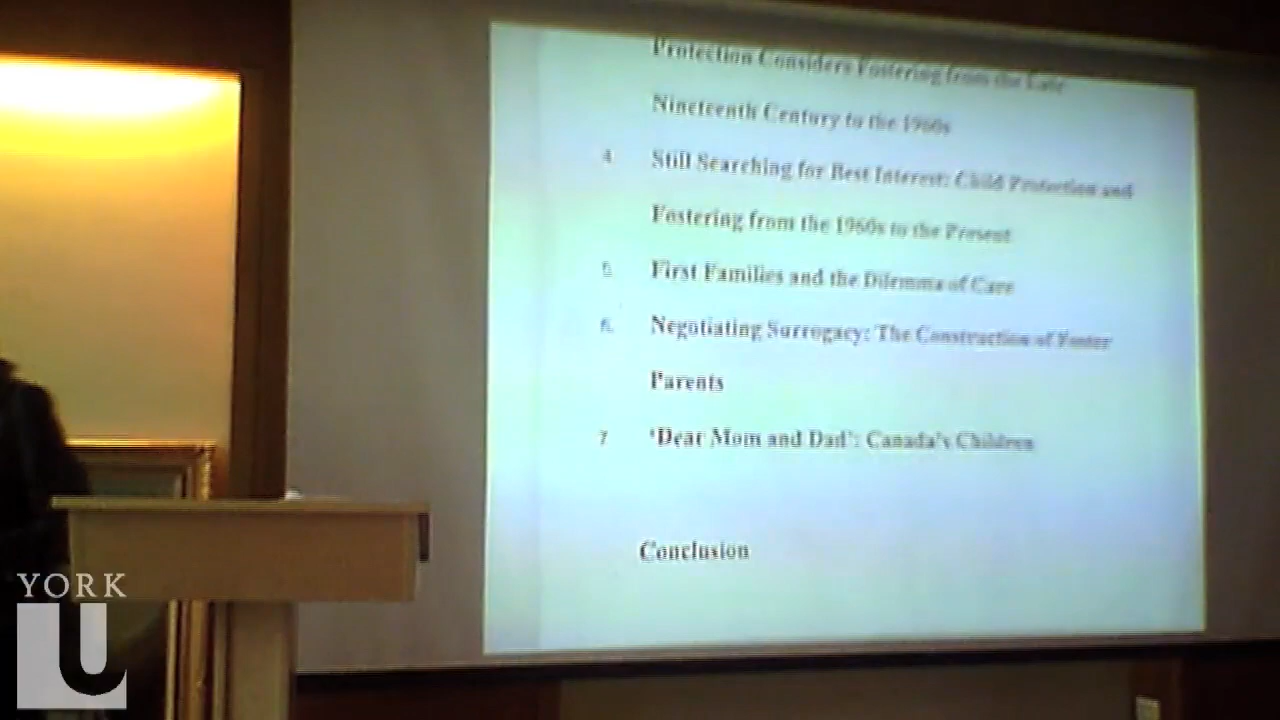 Protection Considers Fostering from the Late
Nineteenth Century to the 1960s
4. Still Searching for Best Interest: Child Protection and
Fostering from the 1960s to the Present
5. First Families and the Dilemma of Care
6. Negotiating Surrogacy: The Construction of Foster
Parents
7. 'Dear Mom and Dad': Canada's Children
Conclusion
YORK
U